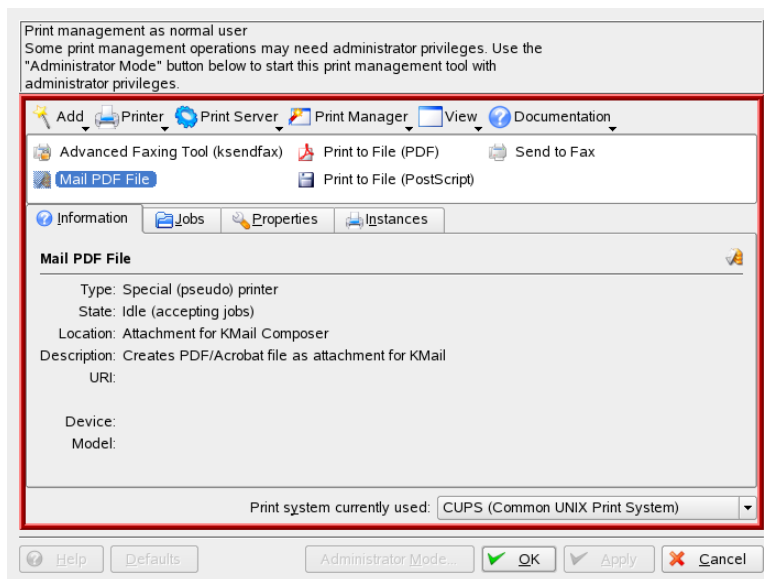 Print management as normal user
Some print management operations may need administrator privileges. Use the
"Administrator Mode" button below to start this print management tool with
administrator privileges.
Add Printer Print Server Print Manager View Documentation
Advanced Faxing Tool (ksendfax) Print to File (PDF) Send to Fax
Mail PDF File Print to File (PostScript)
Information Jobs Properties Instances
Mail PDF File
Type: Special (pseudo) printer
State: Idle (accepting jobs)
Location: Attachment for KMail Composer
Description: Creates PDF/Acrobat file as attachment for KMail
URI:
Device:
Model:
Print system currently used: CUPS (Common UNIX Print System)
Help Defaults Administrator Mode... OK Apply Cancel